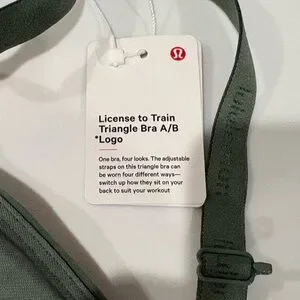 License to Train
Triangle Bra A/B
*Logo
One bra, four looks. The adjustable
straps on this triangle bra can
be worn four different ways—
switch up how they sit on your
back to suit your workout
lululemon